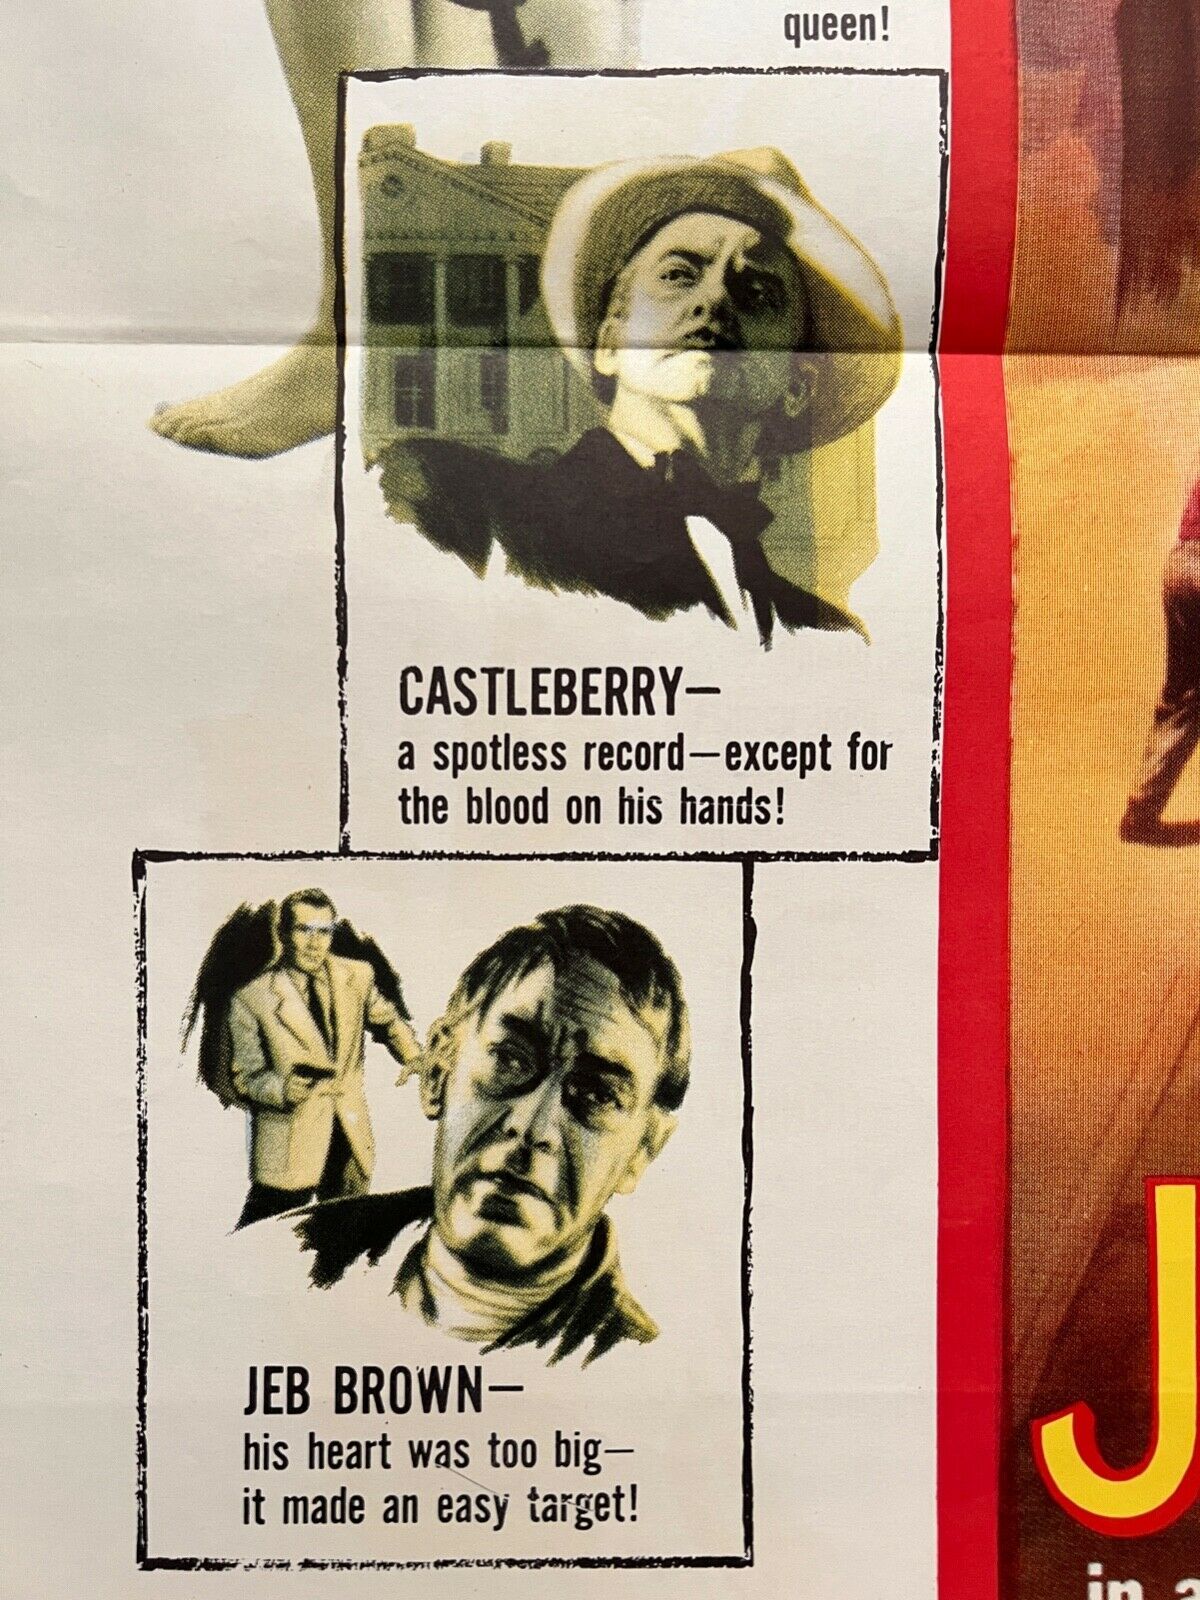 queen!
CASTLEBERRY—
a spotless record—except for
the blood on his hands!
JEB BROWN—
his heart was too big—
it made an easy target!
J
in a